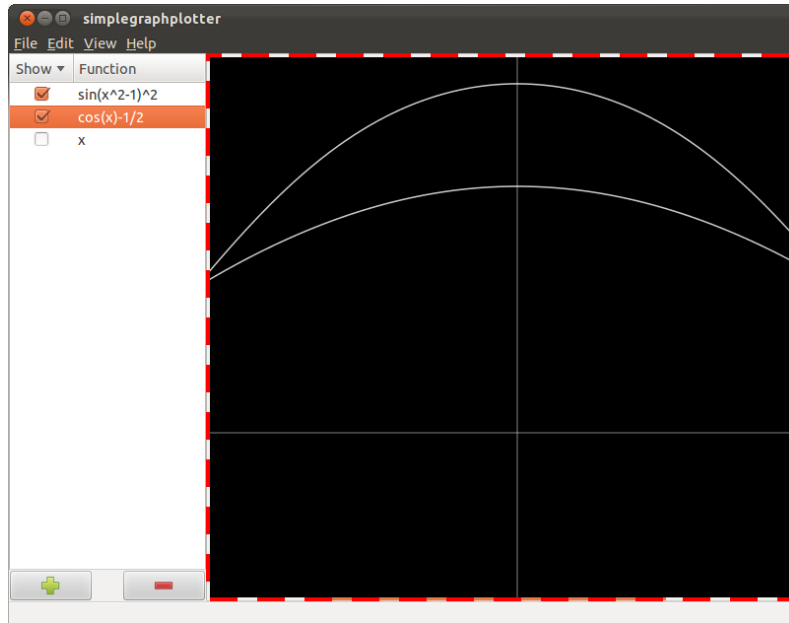 simplegraphplotter
File Edit View Help
Show Function
sin(x^2-1)^2
cos(x)-1/2
x